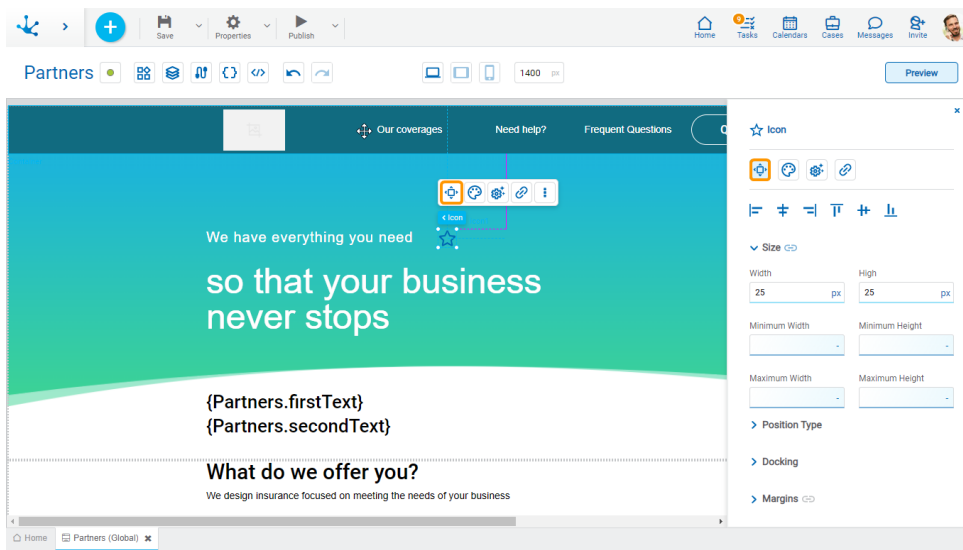 Save
Properties
Publish
Home
9
Tasks
Calendars
Cases
Messages
Invite
Partners
1400 px
Preview
Our coverages
Need help?
Frequent Questions
Q
Icon
< Icon
We have everything you need
so that your business
never stops
{Partners.firstText}
{Partners.secondText}
What do we offer you?
We design insurance focused on meeting the needs of your business
Size
Width
High
25 px
25 px
Minimum Width
Minimum Height
-
-
Maximum Width
Maximum Height
-
-
Position Type
Docking
Margins
Home
Partners (Global)